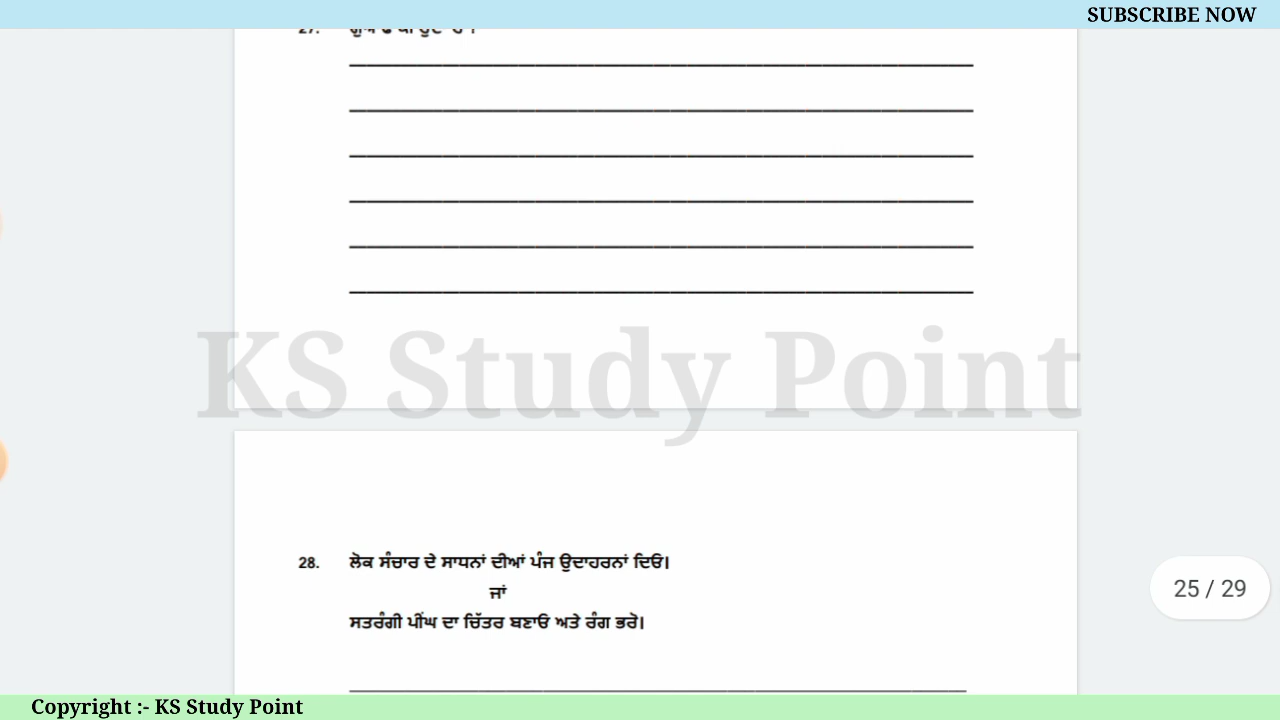 SUBSCRIBE NOW
27.
KS Study Point
28. ਲੋਕ ਸੰਚਾਰ ਦੇ ਸਾਧਨਾਂ ਦੀਆਂ ਪੰਜ ਉਦਾਹਰਨਾਂ ਦਿਓ।
ਜਾਂ
25 / 29
ਸਤਰੰਗੀ ਪੀਂਘ ਦਾ ਚਿੱਤਰ ਬਣਾਓ ਅਤੇ ਰੰਗ ਭਰੋ।
Copyright :- KS Study Point